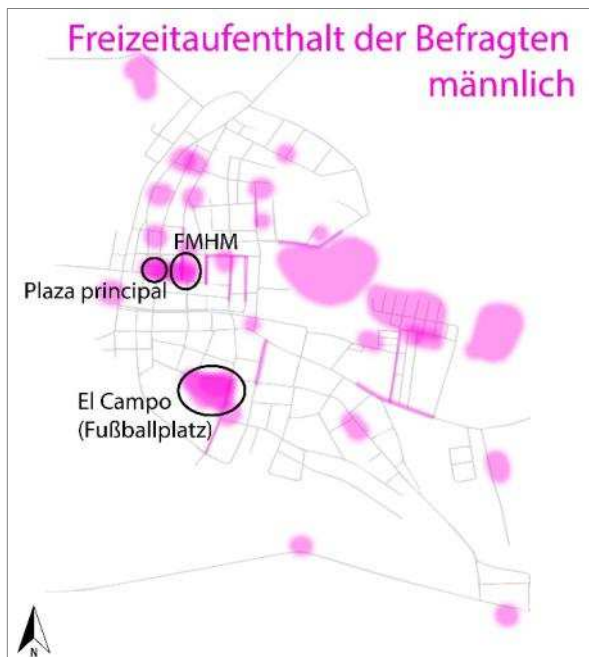 Freizeitaufenthalt der Befragten
männlich
FMHM
Plaza principal
El Campo
(Fußballplatz)
N